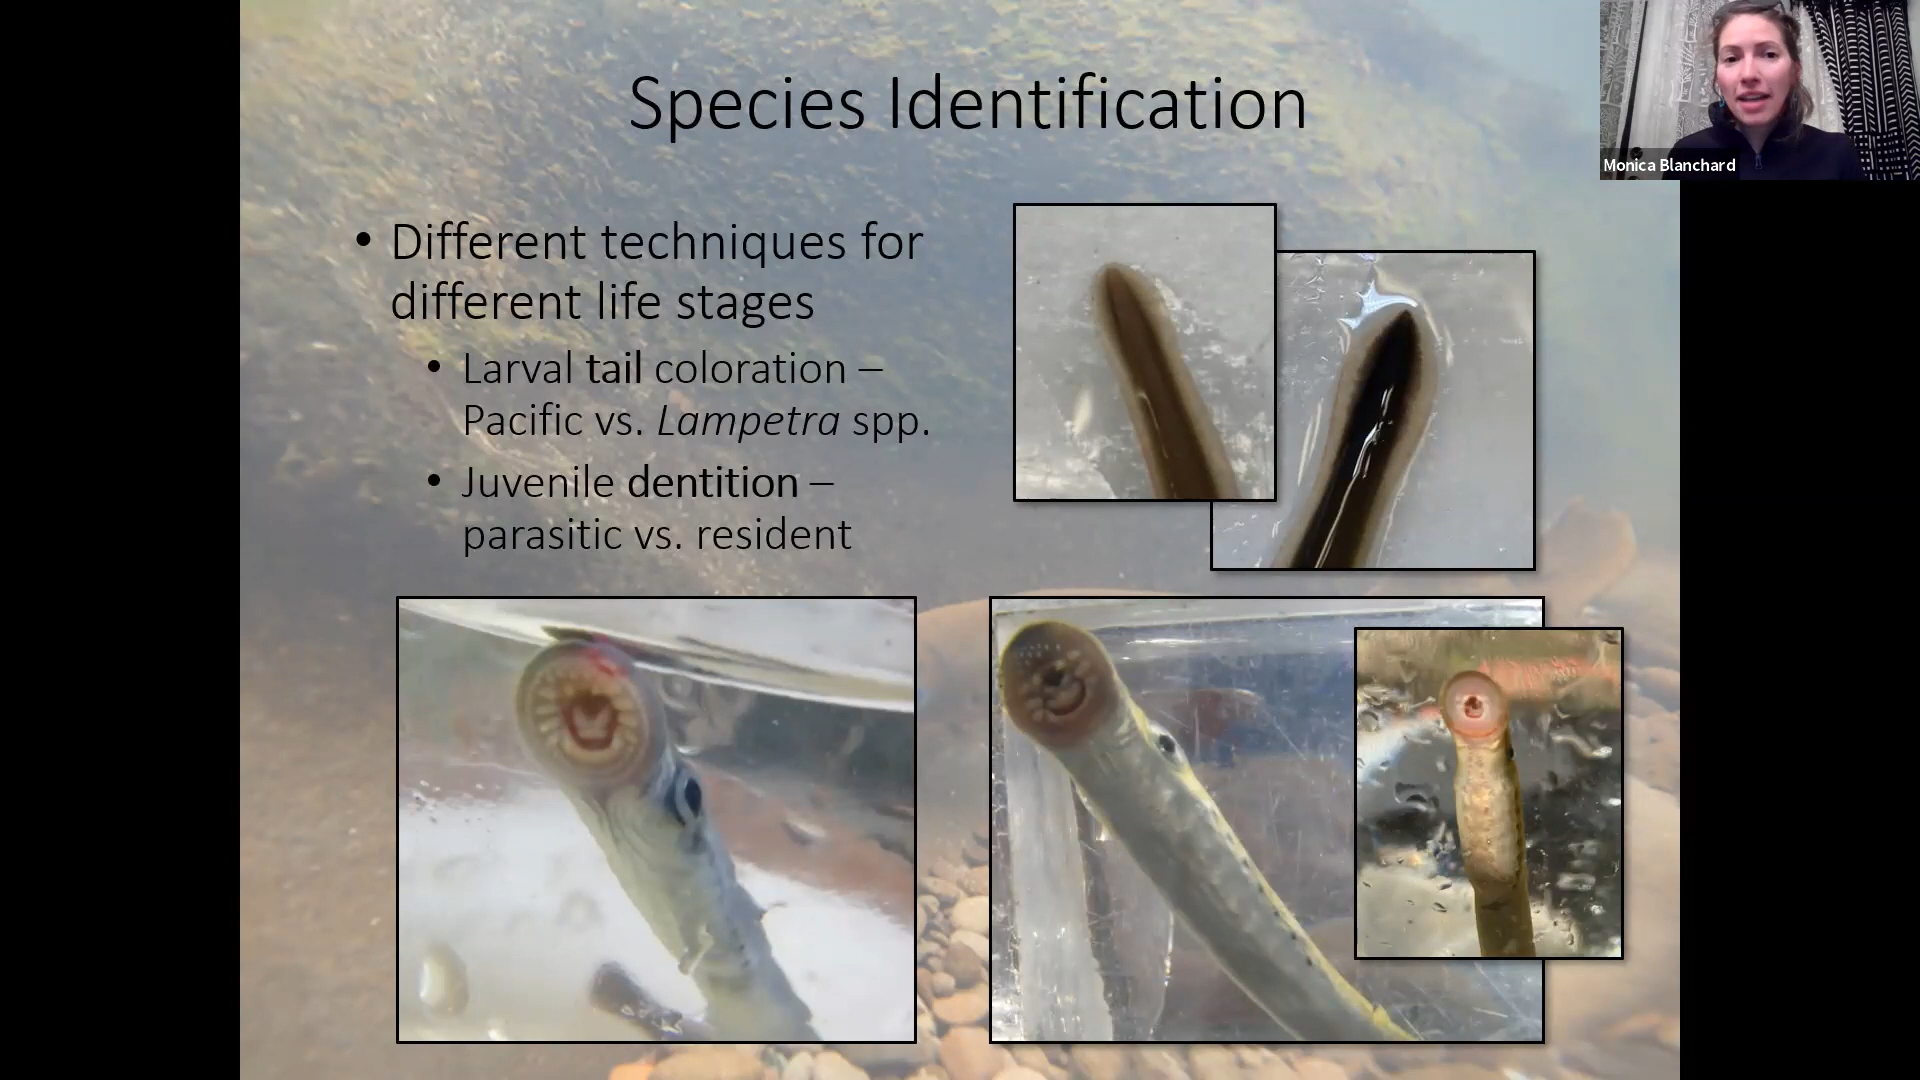 Species Identification
Monica Blanchard
• Different techniques for
different life stages
• Larval tail coloration –
Pacific vs. Lampetra spp.
• Juvenile dentition –
parasitic vs. resident